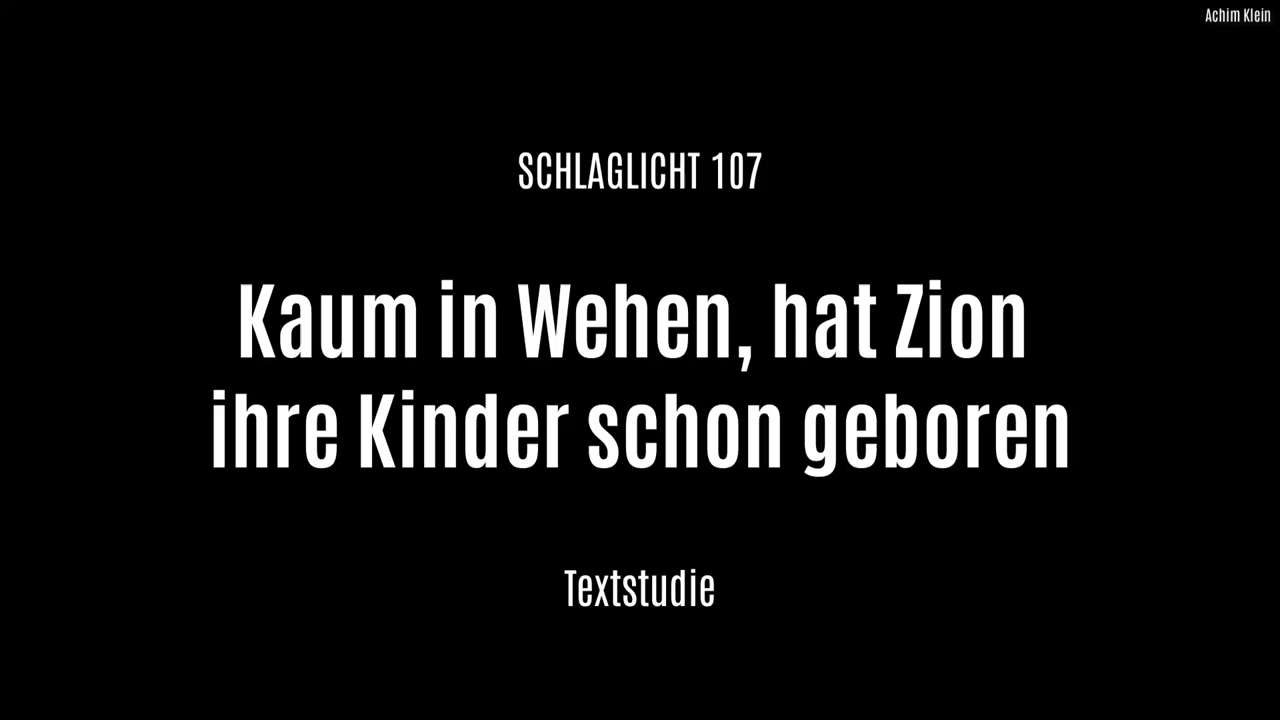 Achim Klein
SCHLAGLICHT 107
Kaum in Wehen, hat Zion
ihre Kinder schon geboren
Textstudie